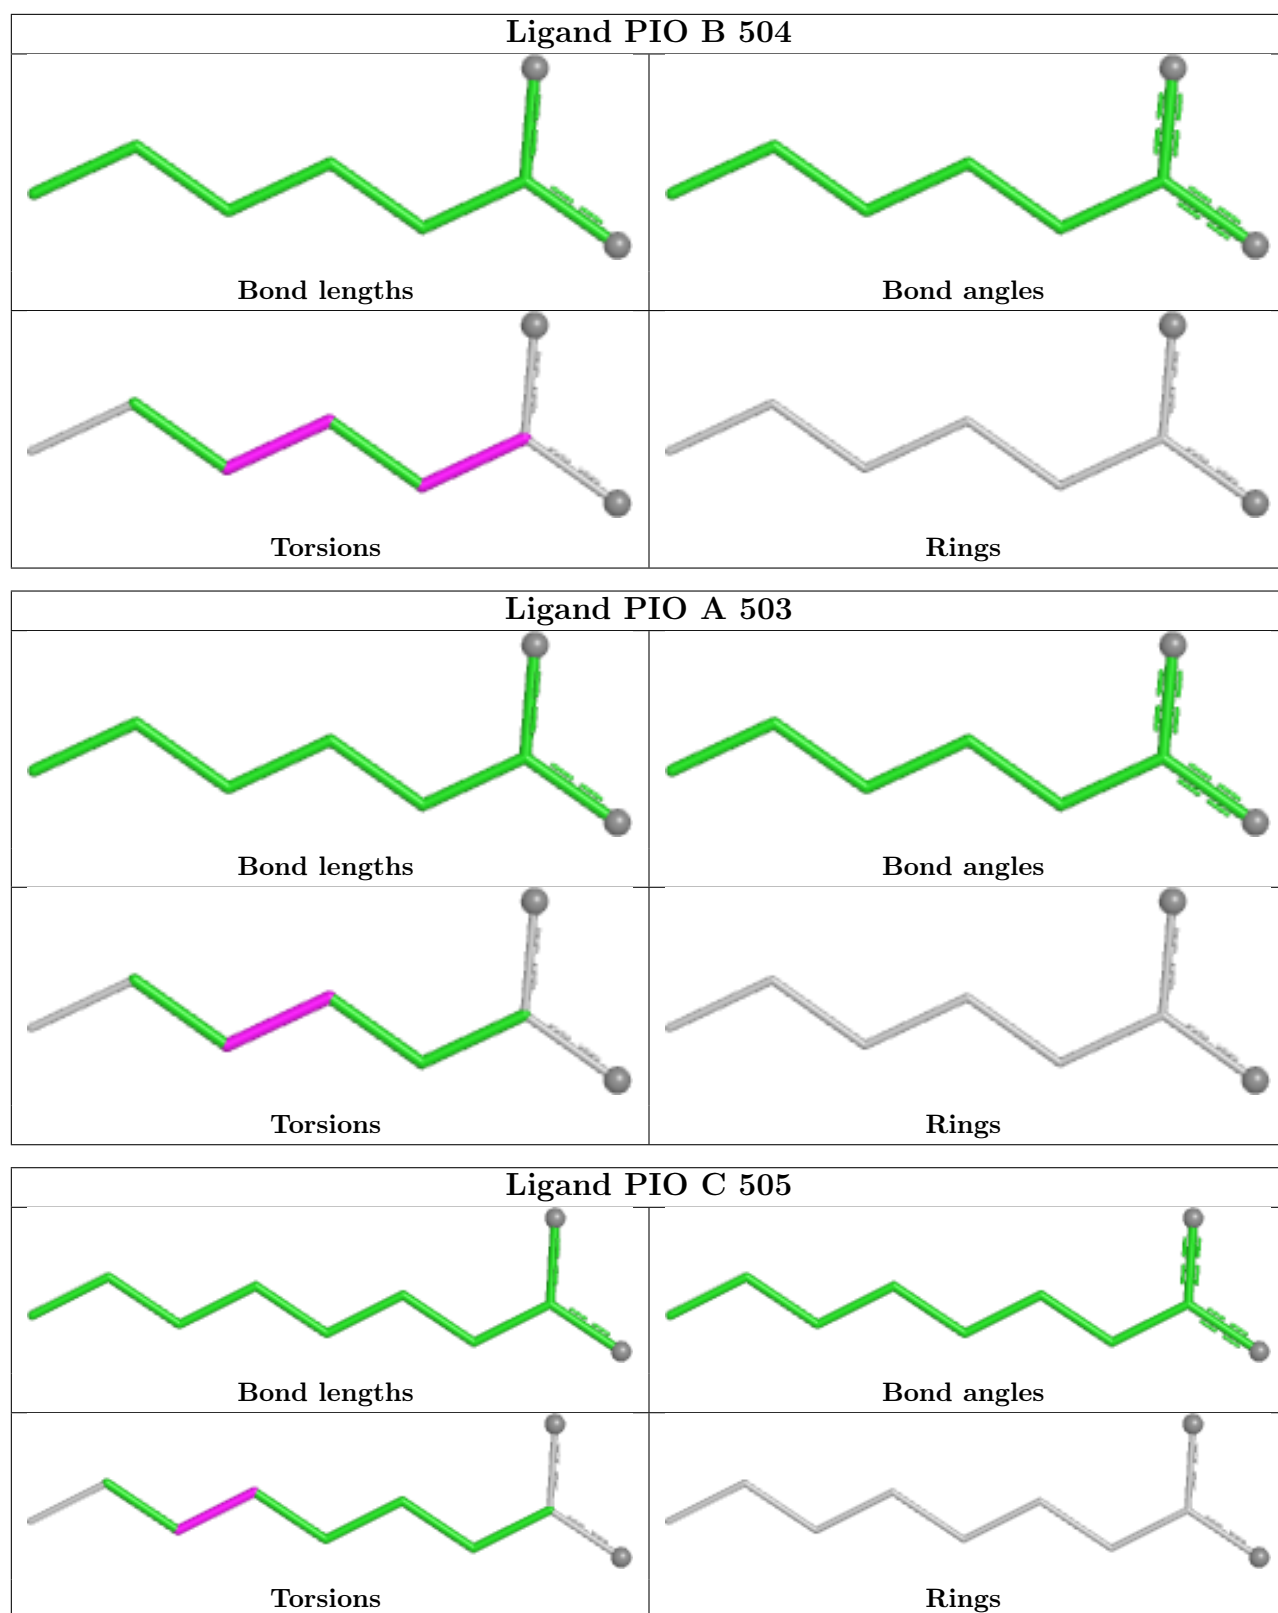 Ligand PIO B 504
Bond lengths
Bond angles
Torsions
Rings
Ligand PIO A 503
Bond lengths
Bond angles
Torsions
Rings
Ligand PIO C 505
Bond lengths
Bond angles
Torsions
Rings